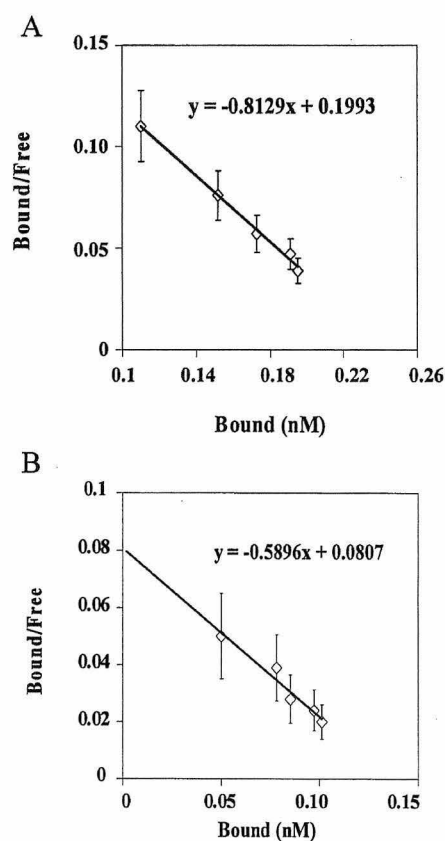 A
0.15
y = -0.8129x + 0.1993
0.10
Bound/Free
0.05
0
0.1 0.14 0.18 0.22 0.26
Bound (nM)
B
0.1
0.08
y = -0.5896x + 0.0807
0.06
Bound/Free
0.04
0.02
0
0 0.05 0.10 0.15
Bound (nM)